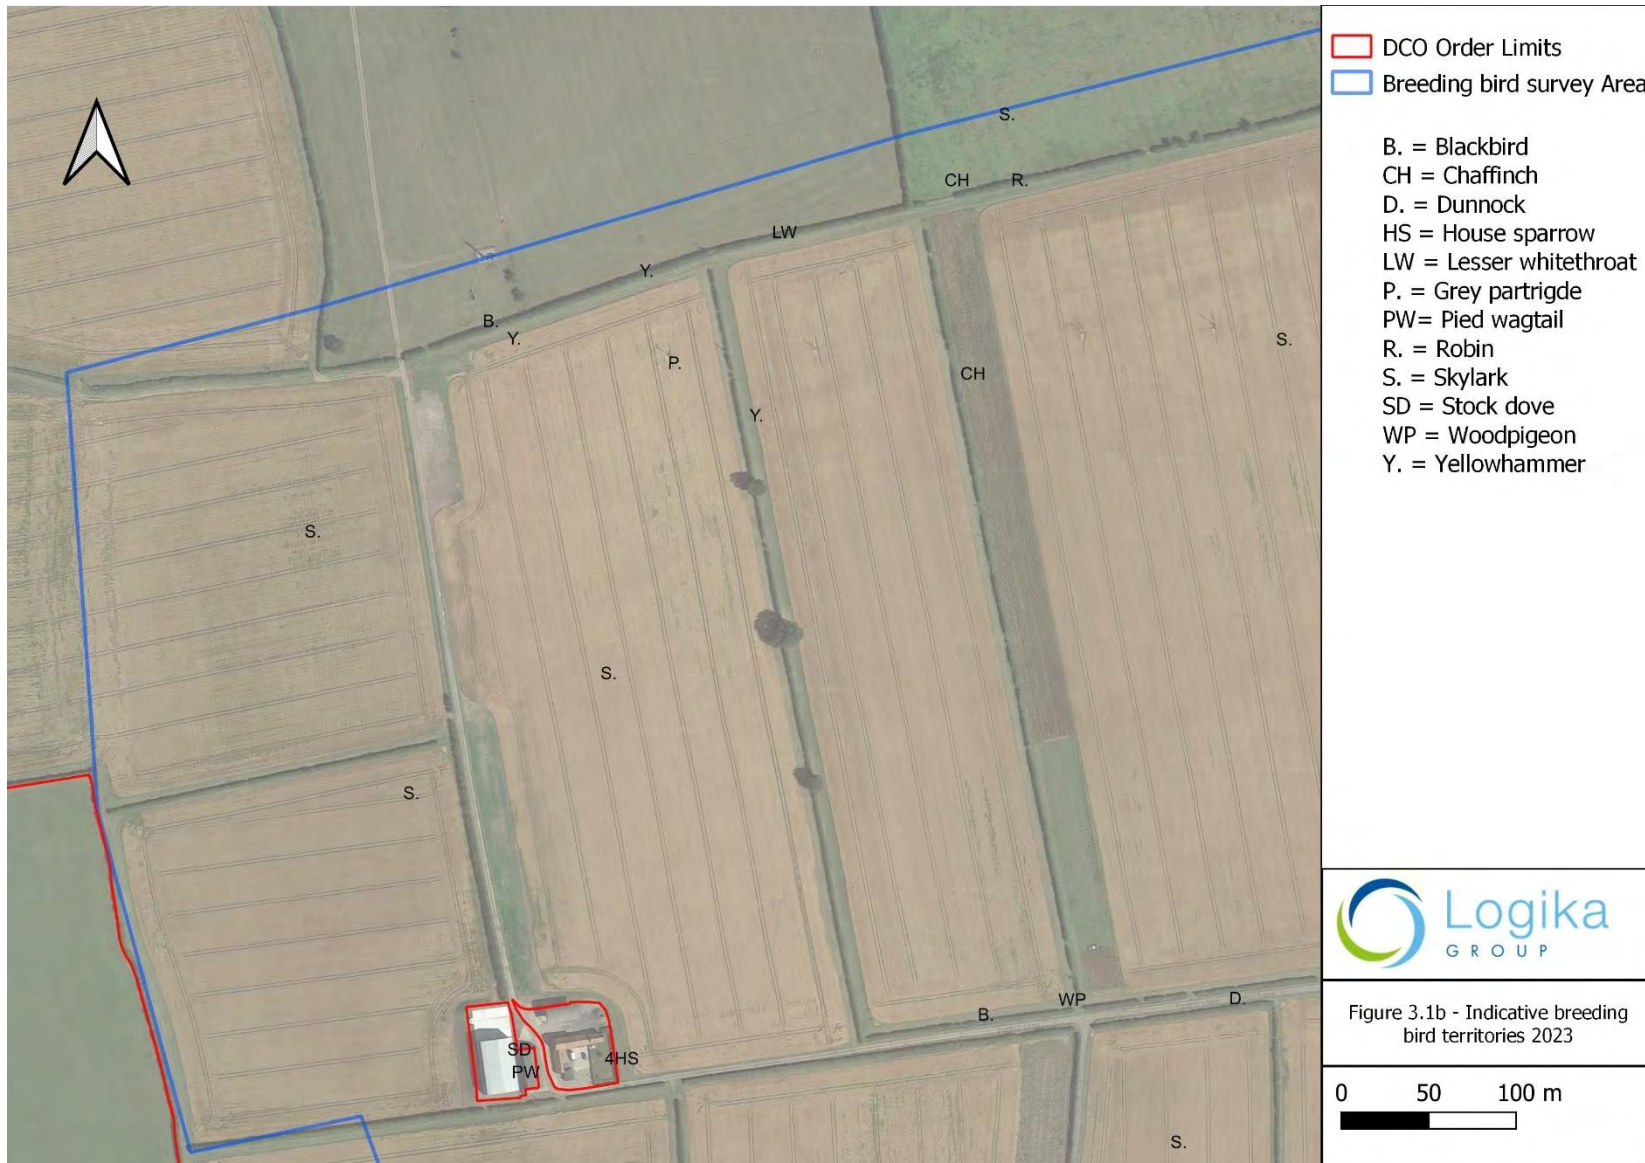 S.
CH
R.
LW
Y.
B.
Y.
S.
P.
CH
Y.
S.
S.
S.
WP
D.
B.
SD
4HS
PW
S.
DCO Order Limits
Breeding bird survey Area
B. = Blackbird
CH = Chaffinch
D. = Dunnock
HS = House sparrow
LW = Lesser whitethroat
P. = Grey partrigde
PW= Pied wagtail
R. = Robin
S. = Skylark
SD = Stock dove
WP = Woodpigeon
Y. = Yellowhammer
Logika
GROUP
Figure 3.1b - Indicative breeding
bird territories 2023
0 50 100 m